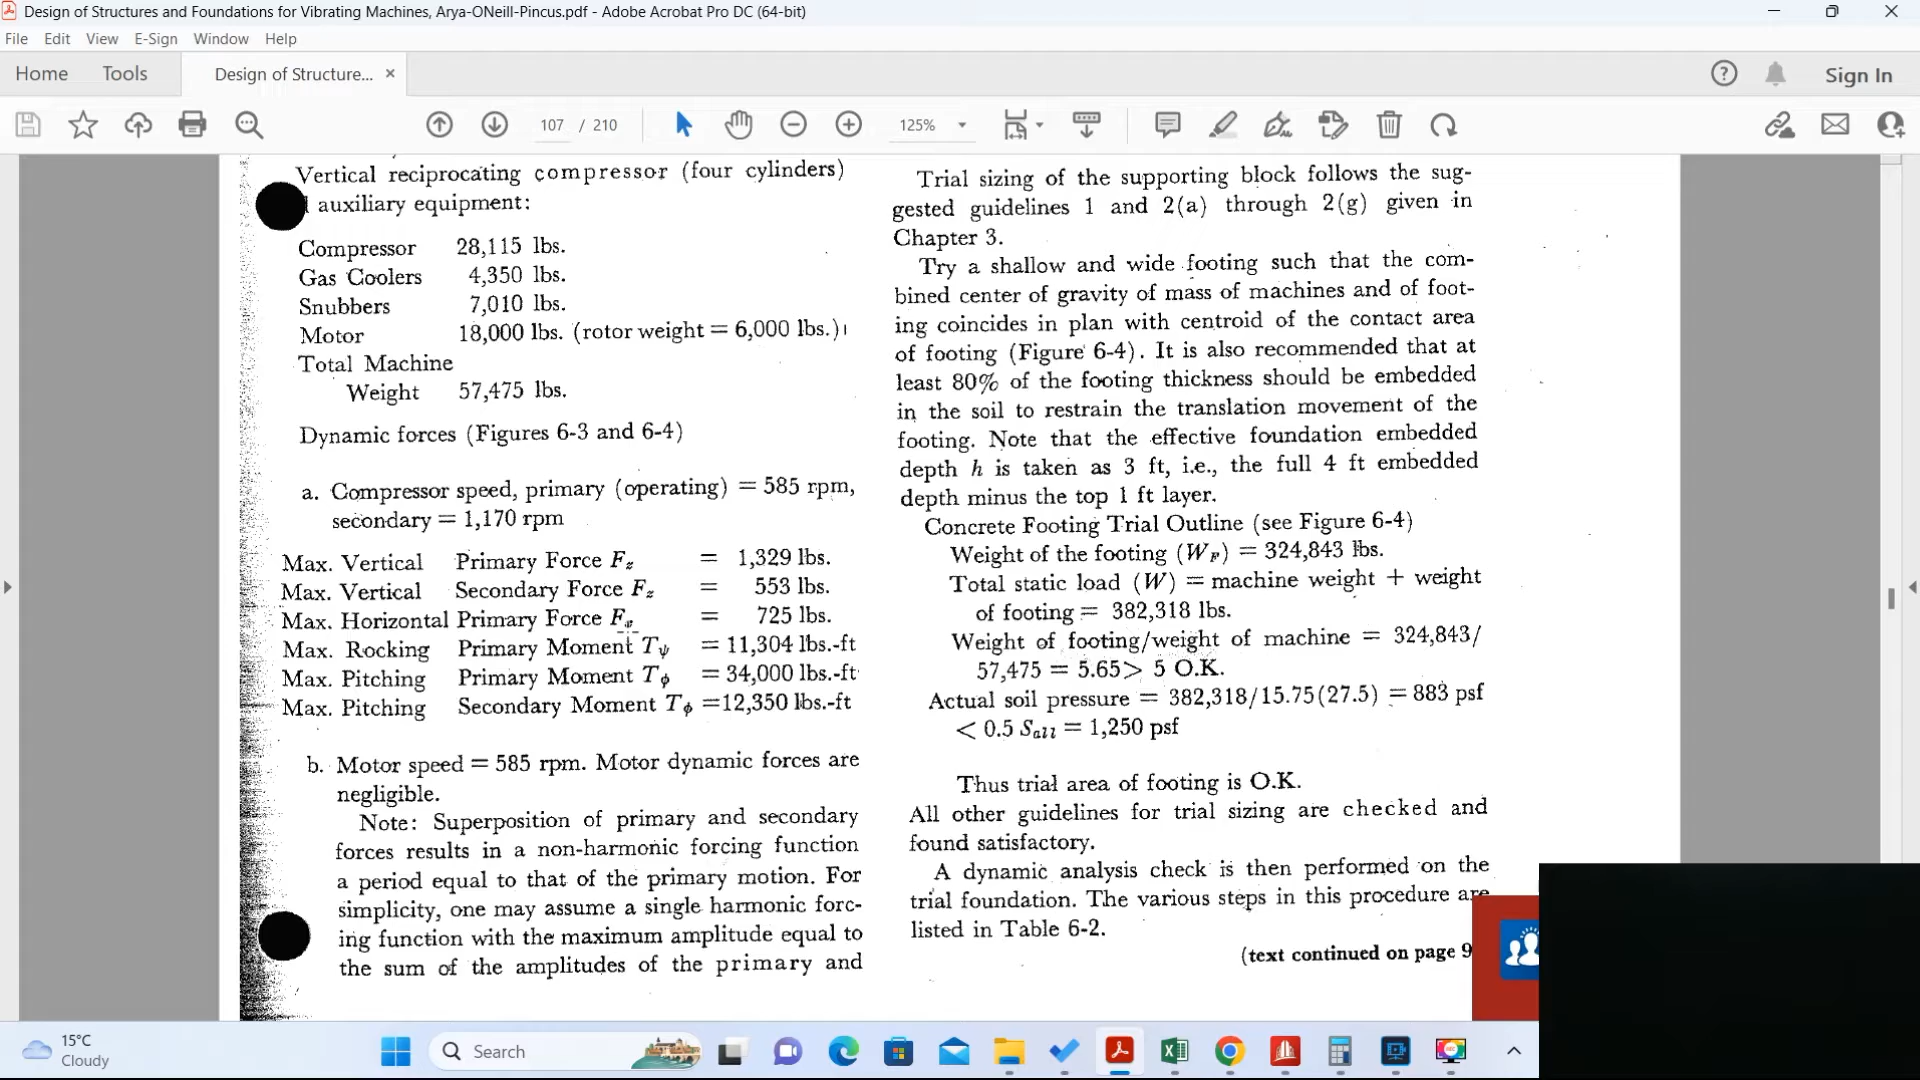 Design of Structures and Foundations for Vibrating Machines, Arya-ONeill-Pincus.pdf - Adobe Acrobat Pro DC (64-bit)
File Edit View E-Sign Window Help
Home Tools Design of Structure... × Sign In
107 / 210 125%
Vertical reciprocating compressor (four cylinders)
auxiliary equipment:
Compressor 28,115 lbs.
Gas Coolers 4,350 lbs.
Snubbers 7,010 lbs.
Motor 18,000 lbs. (rotor weight = 6,000 lbs.)
Total Machine
Weight 57,475 lbs.
Dynamic forces (Figures 6-3 and 6-4)
a. Compressor speed, primary (operating) = 585 rpm,
secondary = 1,170 rpm
Max. Vertical Primary Force Fz = 1,329 lbs.
Max. Vertical Secondary Force Fz = 553 lbs.
Max. Horizontal Primary Force Fx = 725 lbs.
Max. Rocking Primary Moment Tψ = 11,304 lbs.-ft
Max. Pitching Primary Moment Tϕ = 34,000 lbs.-ft
Max. Pitching Secondary Moment Tϕ =12,350 lbs.-ft
b. Motor speed = 585 rpm. Motor dynamic forces are
negligible.
Note: Superposition of primary and secondary
forces results in a non-harmonic forcing function
a period equal to that of the primary motion. For
simplicity, one may assume a single harmonic forc-
ing function with the maximum amplitude equal to
the sum of the amplitudes of the primary and
Trial sizing of the supporting block follows the sug-
gested guidelines 1 and 2(a) through 2(g) given in
Chapter 3.
Try a shallow and wide footing such that the com-
bined center of gravity of mass of machines and of foot-
ing coincides in plan with centroid of the contact area
of footing (Figure 6-4). It is also recommended that at
least 80% of the footing thickness should be embedded
in the soil to restrain the translation movement of the
footing. Note that the effective foundation embedded
depth h is taken as 3 ft, i.e., the full 4 ft embedded
depth minus the top 1 ft layer.
Concrete Footing Trial Outline (see Figure 6-4)
Weight of the footing (WF) = 324,843 lbs.
Total static load (W) = machine weight + weight
of footing = 382,318 lbs.
Weight of footing/weight of machine = 324,843/
57,475 = 5.65> 5 O.K.
Actual soil pressure = 382,318/15.75(27.5) = 883 psf
< 0.5 Sall = 1,250 psf
Thus trial area of footing is O.K.
All other guidelines for trial sizing are checked and
found satisfactory.
A dynamic analysis check is then performed on the
trial foundation. The various steps in this procedure are
listed in Table 6-2.
(text continued on page 9
15°C
Cloudy
Search